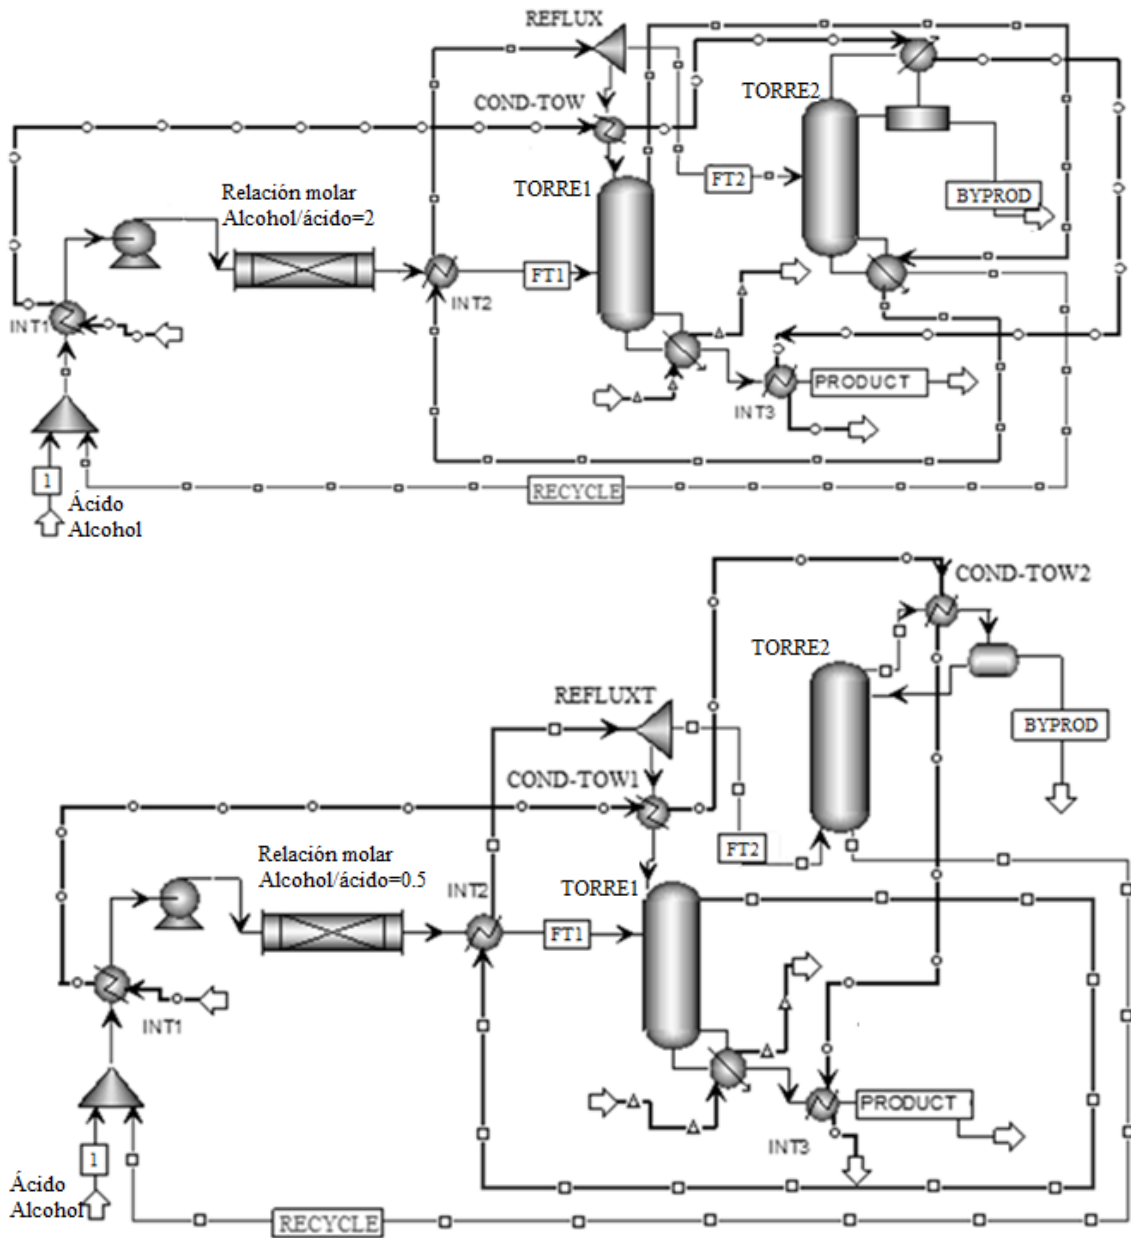 REFLUX
COND-TOW
TORRE2
TORRE1
Relación molar
Alcohol/ácido=2
FT2
BYPROD
INT2
FT1
INT1
PRODUCT
INT3
1
Ácido
Alcohol
RECYCLE
COND-TOW2
TORRE2
REFLUXT
BYPROD
COND-TOW1
Relación molar
Alcohol/ácido=0.5
INT2
FT2
TORRE1
FT1
INT1
PRODUCT
INT3
1
Ácido
Alcohol
RECYCLE